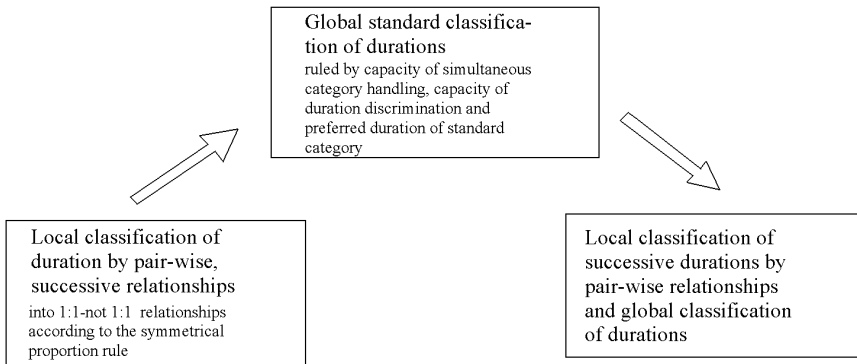 Global standard classifica-
tion of durations
ruled by capacity of simultaneous
category handling, capacity of
duration discrimination and
preferred duration of standard
category
Local classification of
duration by pair-wise,
successive relationships
into 1:1-not 1:1 relationships
according to the symmetrical
proportion rule
Local classification of
successive durations by
pair-wise relationships
and global classification
of durations